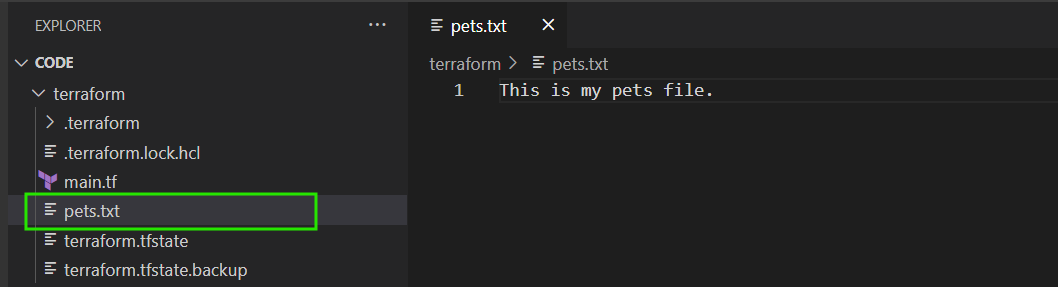 EXPLORER
...
CODE
terraform
.terraform
.terraform.lock.hcl
main.tf
pets.txt
terraform.tfstate
terraform.tfstate.backup
pets.txt
terraform > pets.txt
1 This is my pets file.